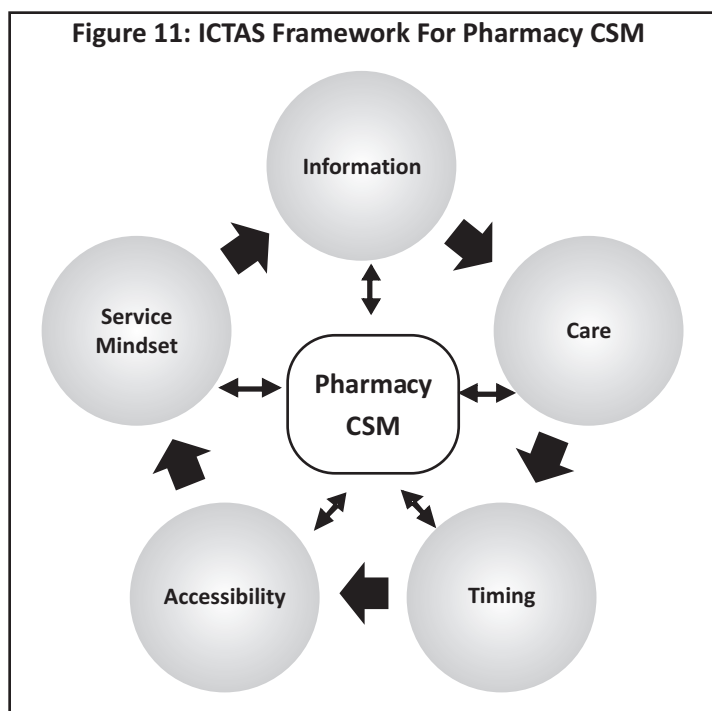 Figure 11: ICTAS Framework For Pharmacy CSM
Information
Care
Timing
Accessibility
Service
Mindset
Pharmacy
CSM